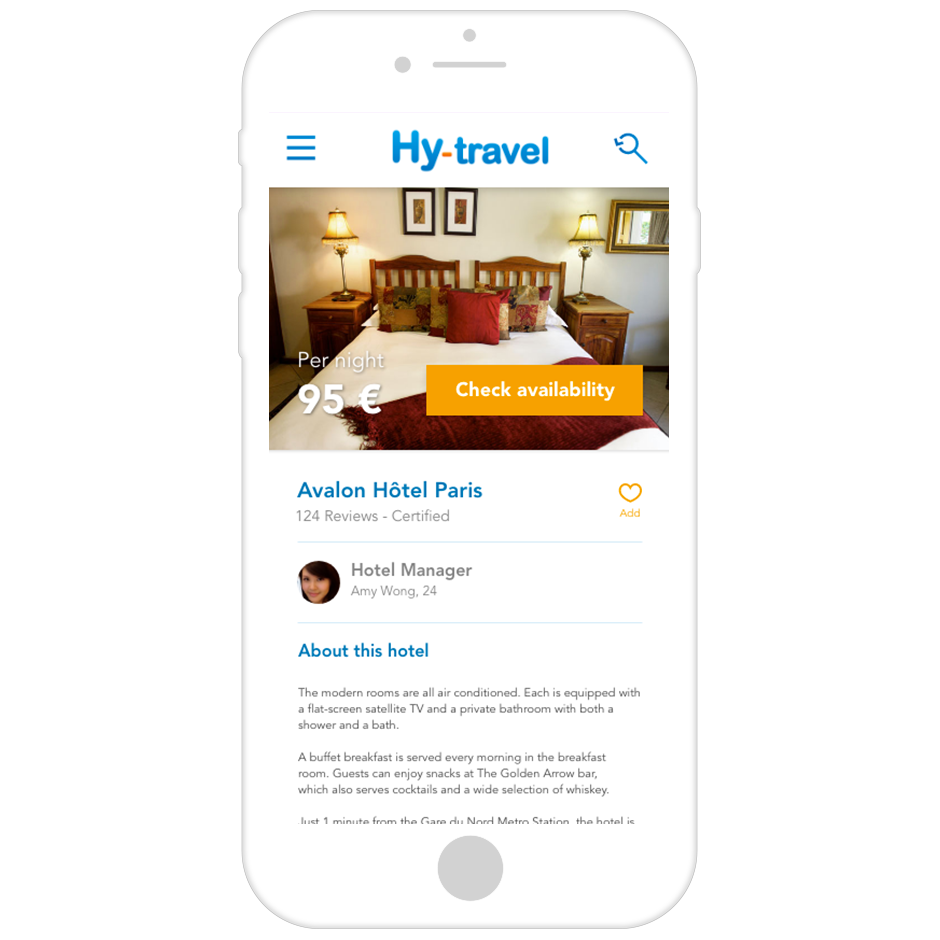 Hy-travel
Per night
95 €
Check availability
Avalon Hôtel Paris
124 Reviews - Certified
Add
Hotel Manager
Amy Wong, 24
About this hotel
The modern rooms are all air conditioned. Each is equipped with
a flat-screen satellite TV and a private bathroom with both a
shower and a bath.
A buffet breakfast is served every morning in the breakfast
room. Guests can enjoy snacks at The Golden Arrow bar,
which also serves cocktails and a wide selection of whiskey.
Just 1 minute from the Gare du Nord Metro Station, the hotel is